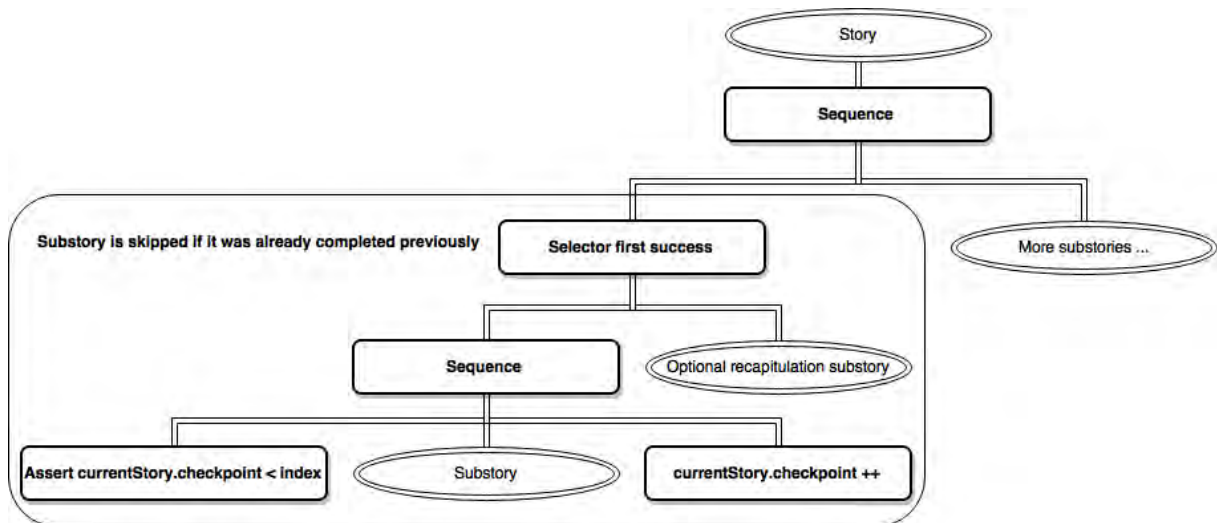 Story
Sequence
Substory is skipped if it was already completed previously
Selector first success
More substories ...
Sequence
Optional recapitulation substory
Assert currentStory.checkpoint < index
Substory
currentStory.checkpoint ++